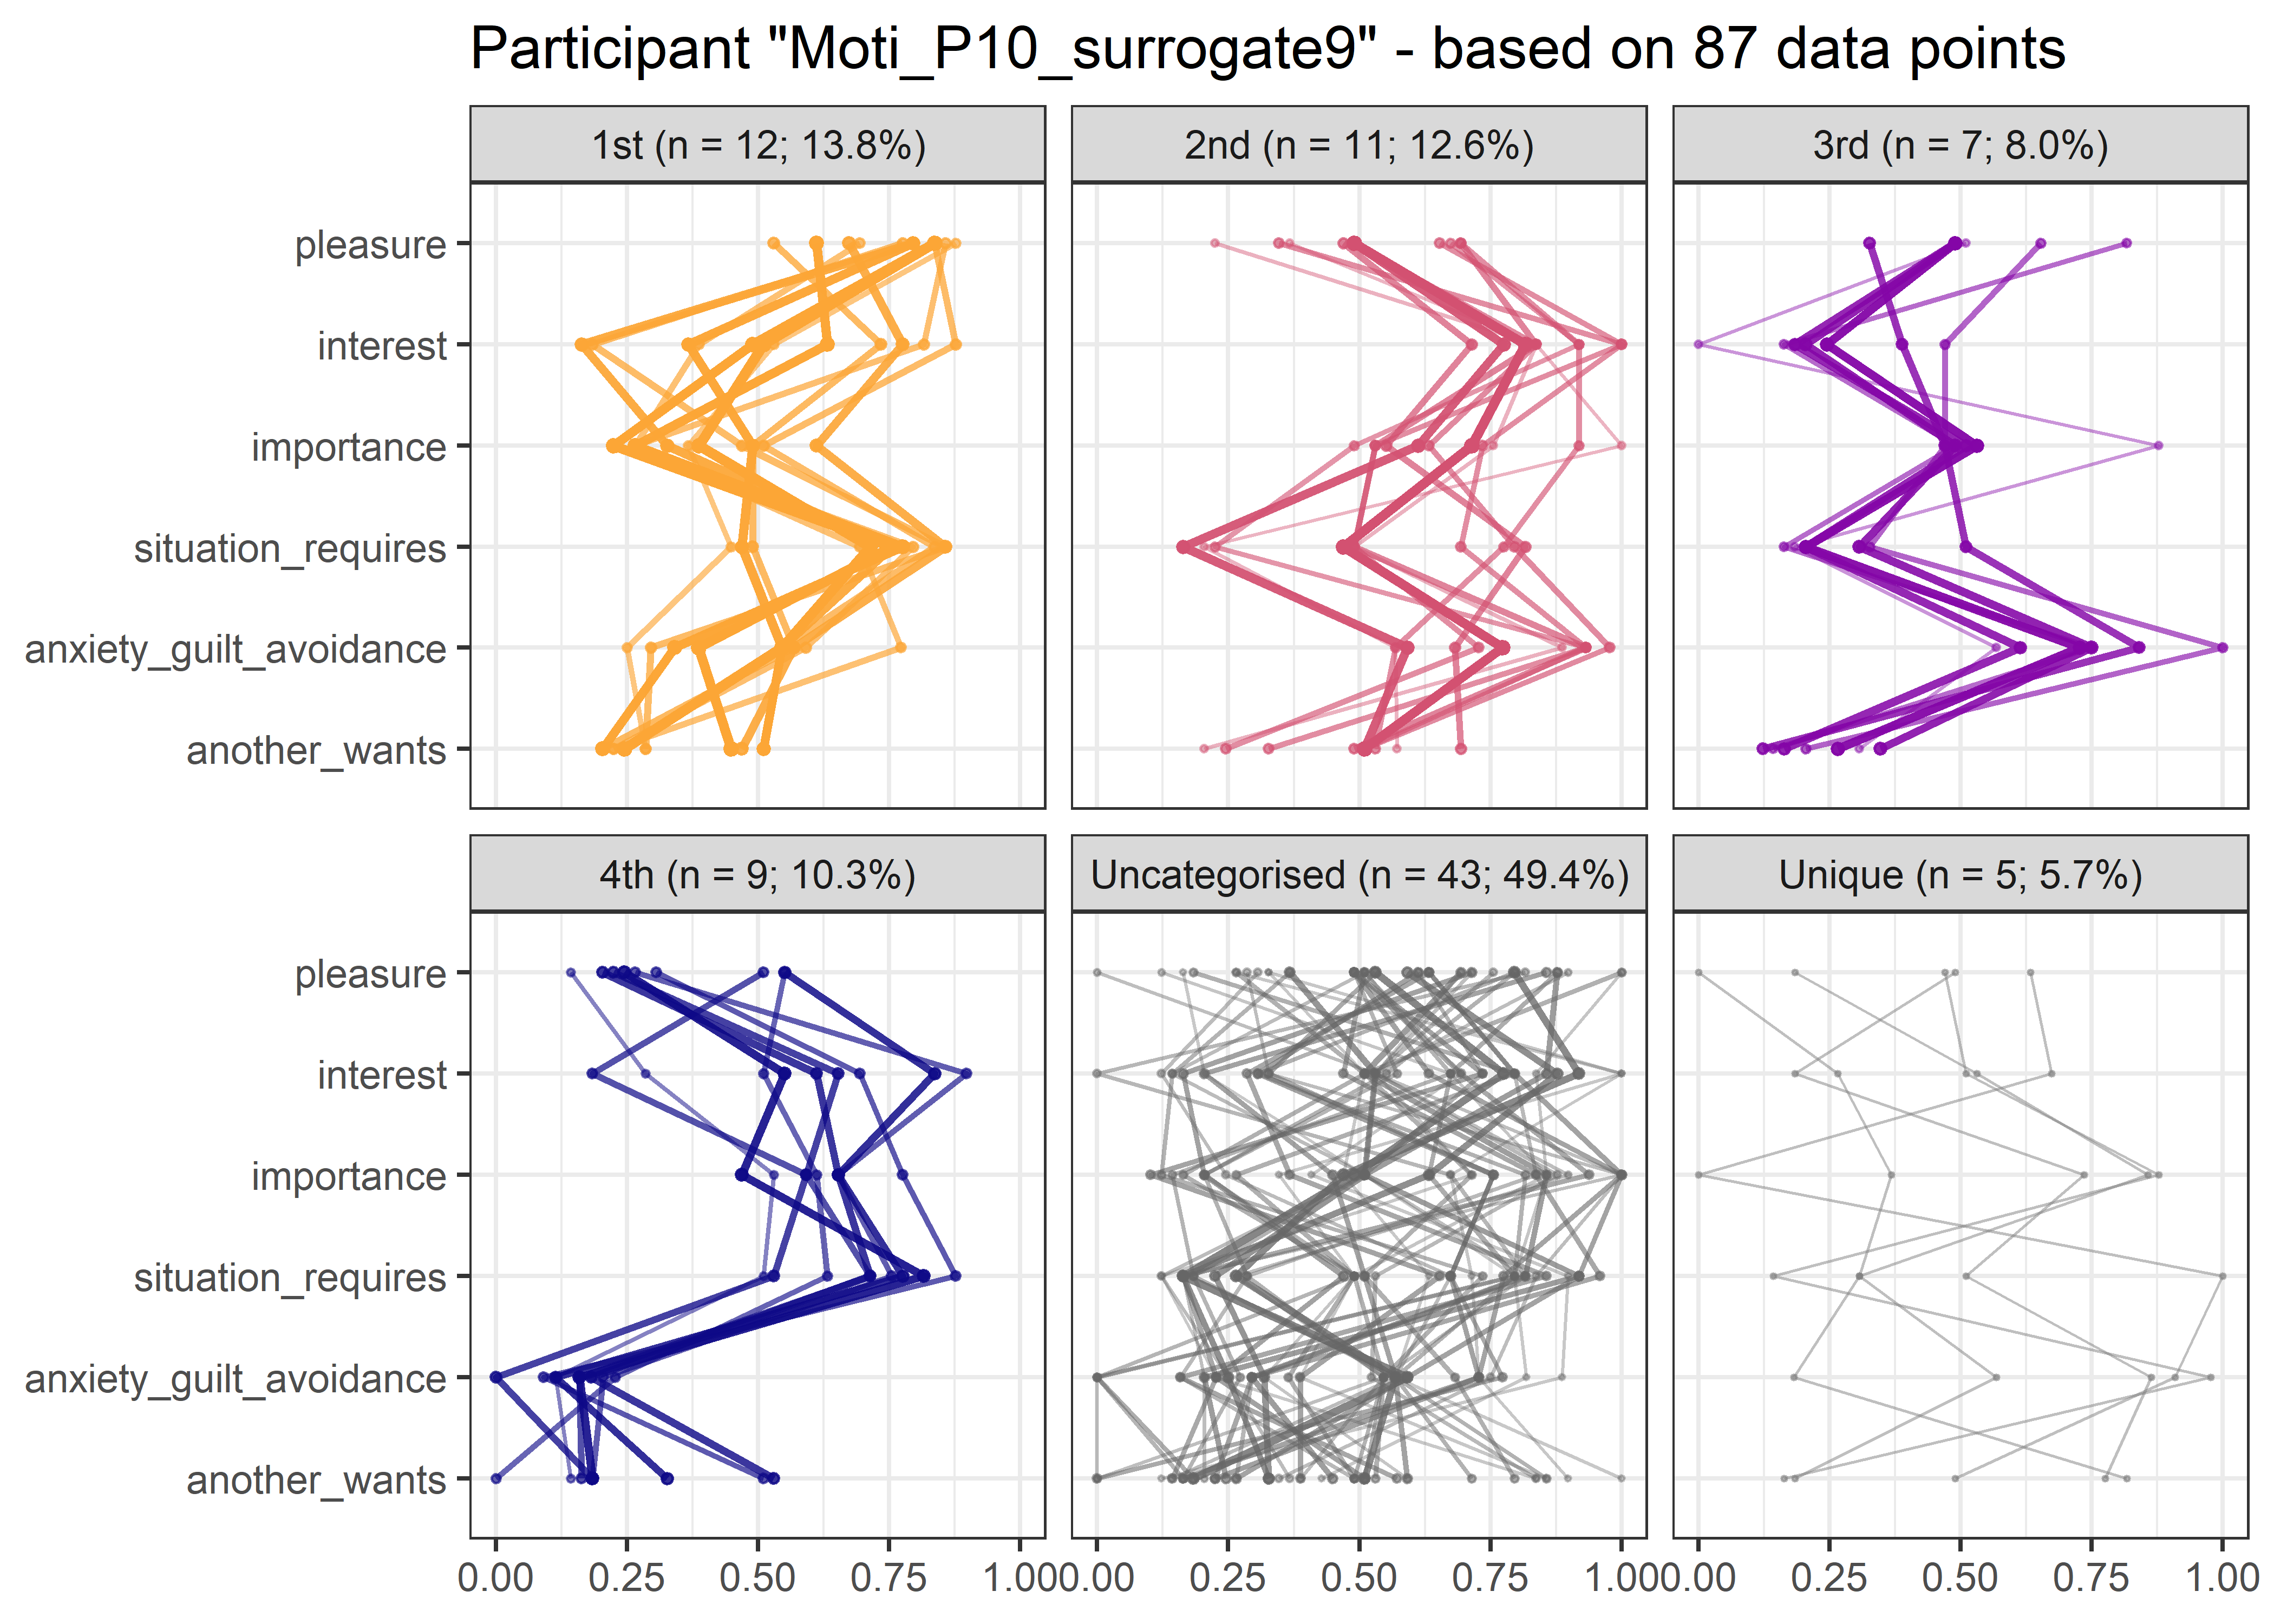 Participant "Moti_P10_surrogate9" - based on 87 data points
1st (n = 12; 13.8%)
2nd (n = 11; 12.6%)
3rd (n = 7; 8.0%)
pleasure
interest
importance
situation_requires
anxiety_guilt_avoidance
another_wants
4th (n = 9; 10.3%)
Uncategorised (n = 43; 49.4%)
Unique (n = 5; 5.7%)
pleasure
interest
importance
situation_requires
anxiety_guilt_avoidance
another_wants
0.00 0.25 0.50 0.75 1.00 0.00 0.25 0.50 0.75 1.00 0.00 0.25 0.50 0.75 1.00